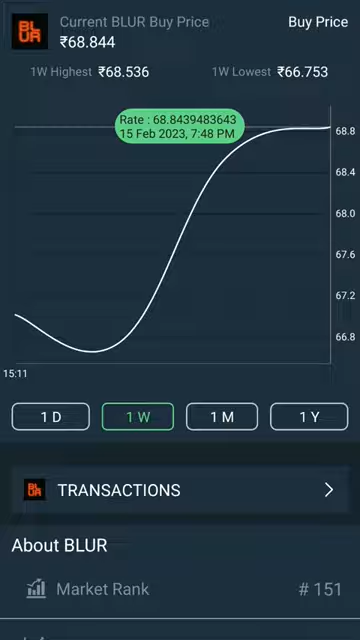 BLUR
Current BLUR Buy Price
Buy Price
₹68.844
1W Highest ₹68.536
1W Lowest ₹66.753
Rate : 68.8439483643
15 Feb 2023, 7:48 PM
68.8
68.4
68.0
67.6
67.2
66.8
15:11
1 D
1 W
1 M
1 Y
BLUR
TRANSACTIONS
About BLUR
Market Rank
# 151